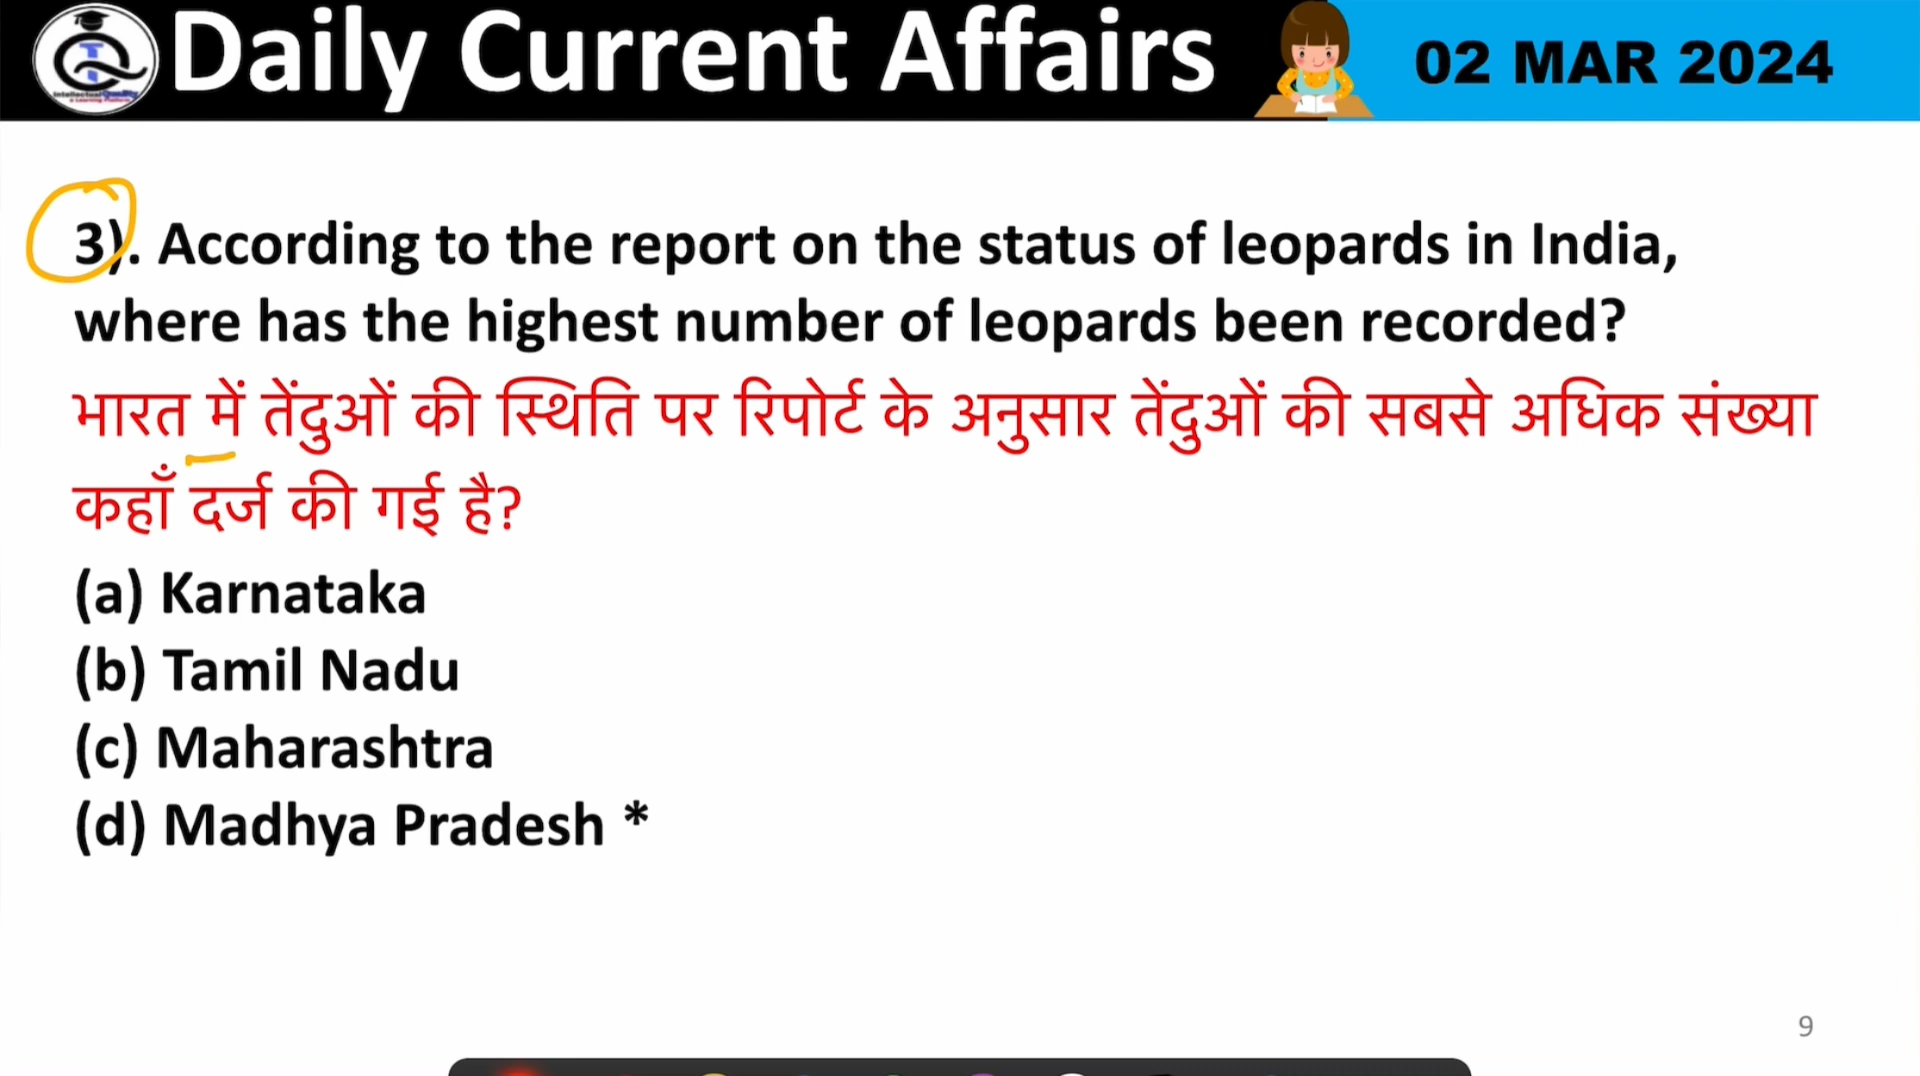 Daily Current Affairs
02 MAR 2024
3). According to the report on the status of leopards in India,
where has the highest number of leopards been recorded?
भारत में तेंदुओं की स्थिति पर रिपोर्ट के अनुसार तेंदुओं की सबसे अधिक संख्या
कहाँ दर्ज की गई है?
(a) Karnataka
(b) Tamil Nadu
(c) Maharashtra
(d) Madhya Pradesh *
9